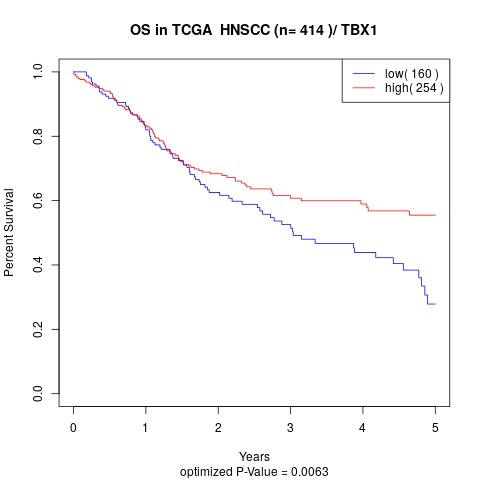 OS in TCGA HNSCC (n= 414 )/ TBX1
low( 160 )
high( 254 )
Percent Survival
1.0
0.8
0.6
0.4
0.2
0.0
0 1 2 3 4 5
Years
optimized P-Value = 0.0063